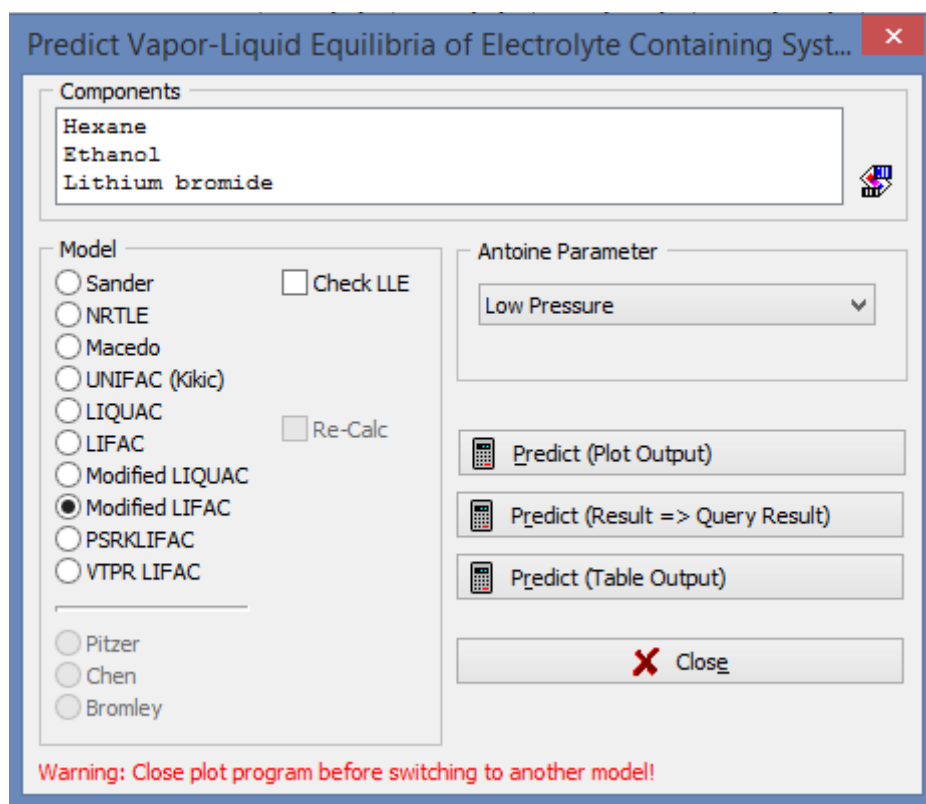 Predict Vapor-Liquid Equilibria of Electrolyte Containing Syst...
Components
Hexane
Ethanol
Lithium bromide
Model
Sander
Check LLE
NRTLE
Macedo
UNIFAC (Kikic)
LIQUAC
Re-Calc
LIFAC
Modified LIQUAC
Modified LIFAC
PSRKLIFAC
VTPR LIFAC
Pitzer
Chen
Bromley
Antoine Parameter
Low Pressure
Predict (Plot Output)
Predict (Result => Query Result)
Predict (Table Output)
Close
Warning: Close plot program before switching to another model!